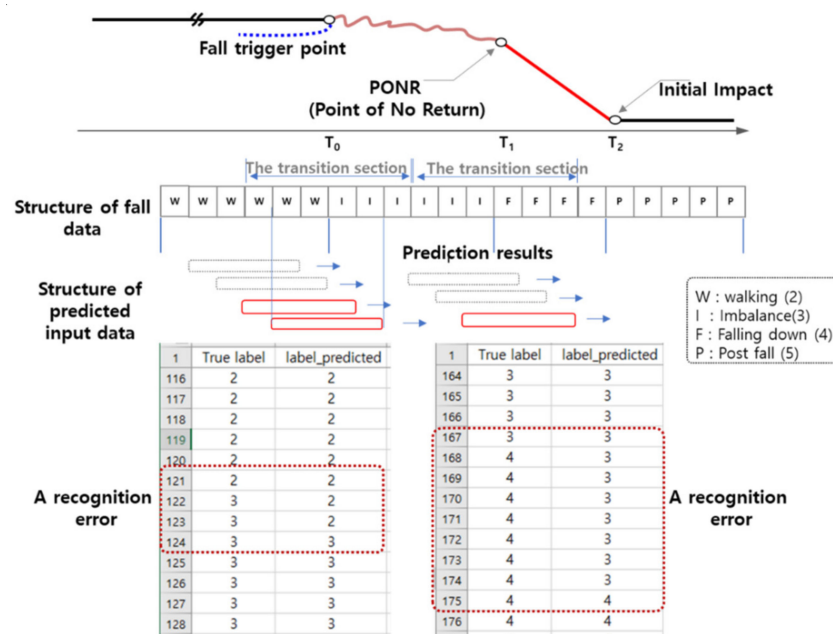 Fall trigger point
PONR
(Point of No Return)
Initial Impact
T0 T1 T2
The transition section The transition section
Structure of fall data
W W W W W W I I I I I I F F F F P P P P P
Prediction results
Structure of
predicted
input data
W : walking (2)
I : Imbalance(3)
F : Falling down (4)
P : Post fall (5)
1 True label label_predicted
116 2 2
117 2 2
118 2 2
119 2 2
120 2 2
121 2 2
122 3 2
123 3 2
124 3 3
125 3 3
126 3 3
127 3 3
128 3 3
A recognition
error
1 True label label_predicted
164 3 3
165 3 3
166 3 3
167 3 3
168 4 3
169 4 3
170 4 3
171 4 3
172 4 3
173 4 3
174 4 3
175 4 4
176 4 4
A recognition
error